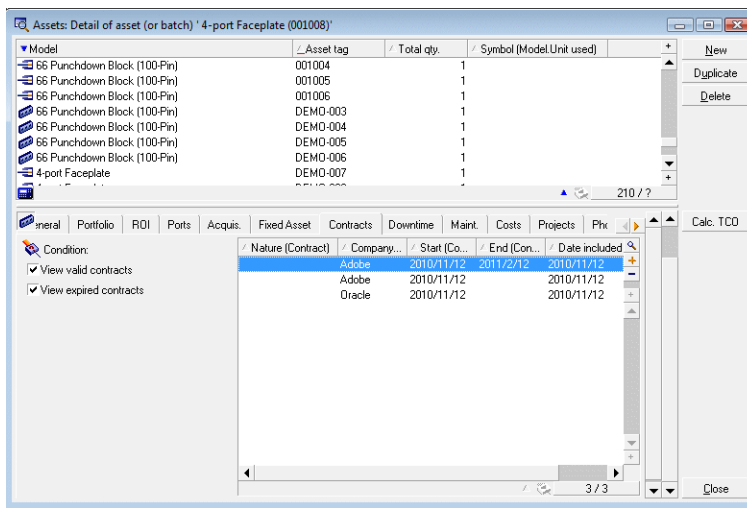 Assets: Detail of asset (or batch) ' 4-port Faceplate (001008)'
Model Asset tag Total qty. Symbol (Model.Unit used)
66 Punchdown Block (100-Pin) 001004 1
66 Punchdown Block (100-Pin) 001005 1
66 Punchdown Block (100-Pin) 001006 1
66 Punchdown Block (100-Pin) DEMO-003 1
66 Punchdown Block (100-Pin) DEMO-004 1
66 Punchdown Block (100-Pin) DEMO-005 1
66 Punchdown Block (100-Pin) DEMO-006 1
4-port Faceplate DEMO-007 1
210 / ?
New
Duplicate
Delete
Calc. TCO
Portfolio ROI Ports Acquis. Fixed Asset Contracts Downtime Maint. Costs Projects
Condition:
View valid contracts
View expired contracts
Nature (Contract) Company... Start (Co... End (Con... Date included
Adobe 2010/11/12 2011/2/12 2010/11/12
Adobe 2010/11/12 2010/11/12
Oracle 2010/11/12 2010/11/12
3 / 3
Close